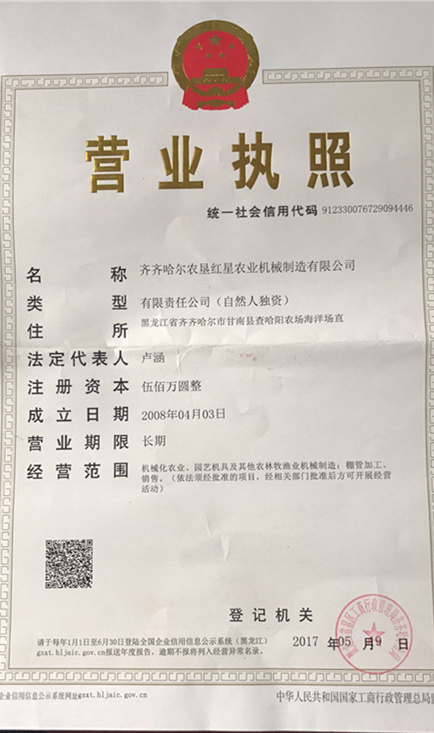 营业执照
统一社会信用代码 912330076729094446
名称 齐齐哈尔农垦红星农业机械制造有限公司
类型 有限责任公司（自然人独资）
住所 黑龙江省齐齐哈尔市甘南县查哈阳农场海洋场直
法定代表人 卢涵
注册资本 伍佰万圆整
成立日期 2008年04月03日
营业期限 长期
经营范围 机械化农业、园艺机具及其他农林牧渔业机械制造；棚管加工、
销售。（依法须经批准的项目，经相关部门批准后方可开展经营
活动）
登记机关
2017 年 05 月 19 日
请于每年1月1日至6月30日登陆全国企业信用信息公示系统（黑龙江）
gsxt.hljaic.gov.cn报送年度报告，逾期不报将列入经营异常名录。
企业信用信息公示系统网址gsxt.hljaic.gov.cn
中华人民共和国国家工商行政管理总局